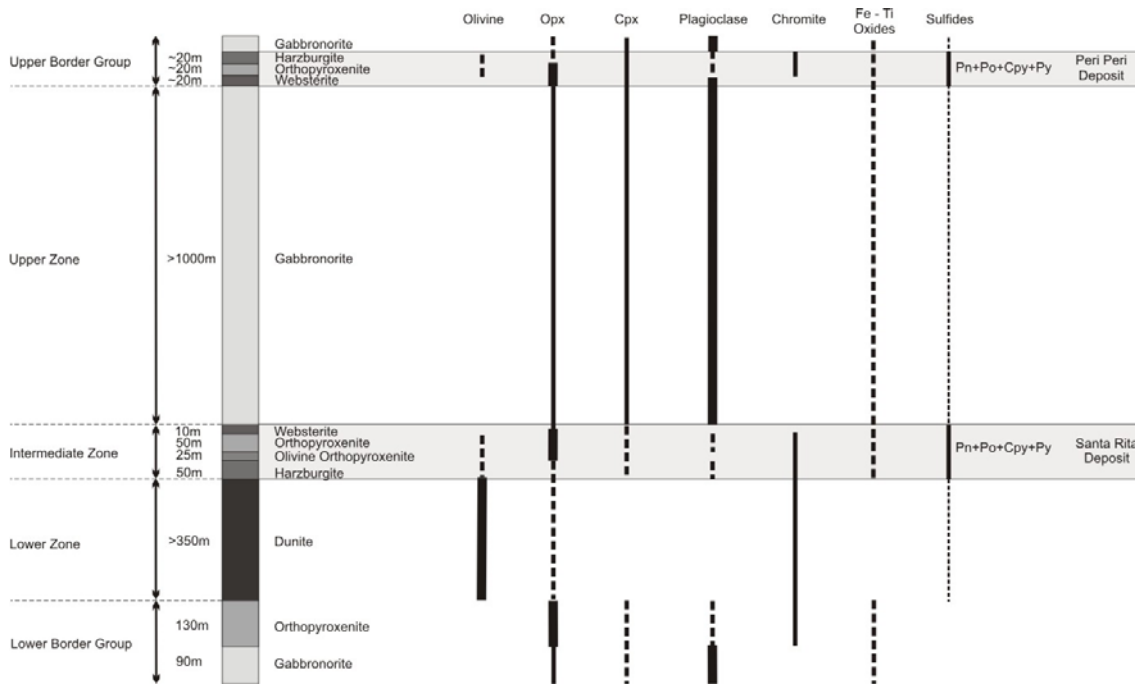 Olivine Opx Cpx Plagioclase Chromite Fe - Ti Oxides Sulfides
Gabbronorite
Upper Border Group ~20m Harzburgite
~20m Orthopyroxenite Pn+Po+Cpy+Py Peri Peri Deposit
~20m Websterite
Upper Zone >1000m Gabbronorite
10m Websterite
50m Orthopyroxenite
Intermediate Zone 25m Olivine Orthopyroxenite Pn+Po+Cpy+Py Santa Rita Deposit
50m Harzburgite
Lower Zone >350m Dunite
130m Orthopyroxenite
Lower Border Group
90m Gabbronorite